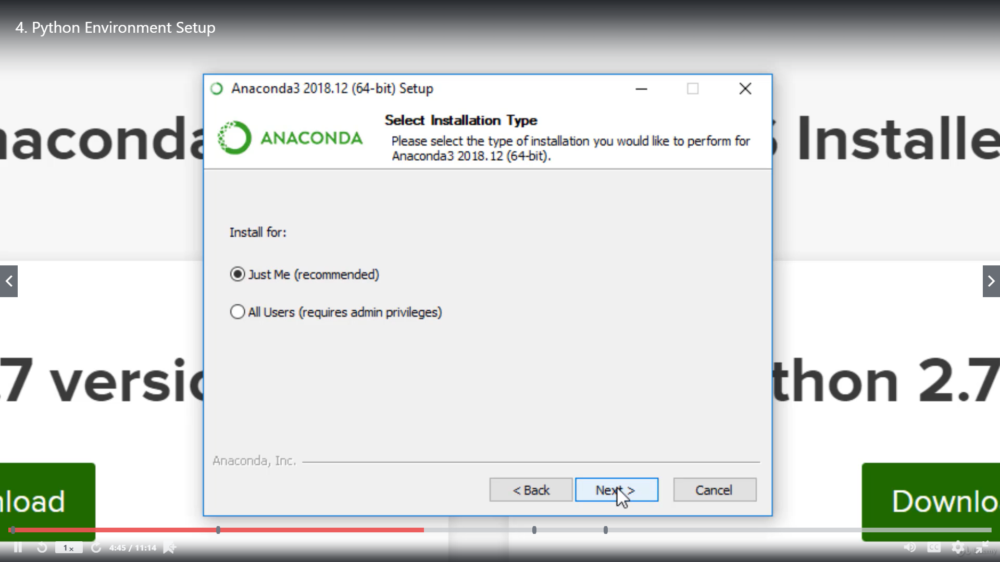 4. Python Environment Setup
Anaconda3 2018.12 (64-bit) Setup
ANACONDA
Select Installation Type
Please select the type of installation you would like to perform for
Anaconda3 2018.12 (64-bit).
naconda
Installe
Install for:
Just Me (recommended)
All Users (requires admin privileges)
.7 versio
thon 2.7
Anaconda, Inc.
< Back
Next >
Cancel
nload
Downlo
1x
4:45 / 11:14
CC